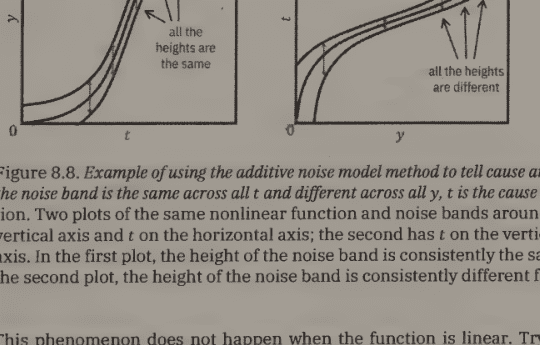 y
all the
heights are
the same
0
t
t
all the heights
are different
0
y
Figure 8.8. Example of using the additive noise model method to tell cause
the noise band is the same across all t and different across all y, t is the cause
ion. Two plots of the same nonlinear function and noise bands
vertical axis and t on the horizontal axis; the second has t on the
axis. In the first plot, the height of the noise band is consistently the
the second plot, the height of the noise band is consistently different
This phenomenon does not happen when the function is linear.